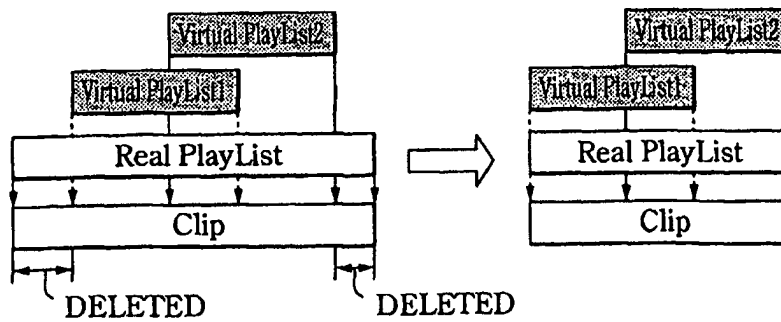 Virtual PlayList2
Virtual PlayList1
Real PlayList
Clip
DELETED
DELETED
Virtual PlayList2
Virtual PlayList1
Real PlayList
Clip